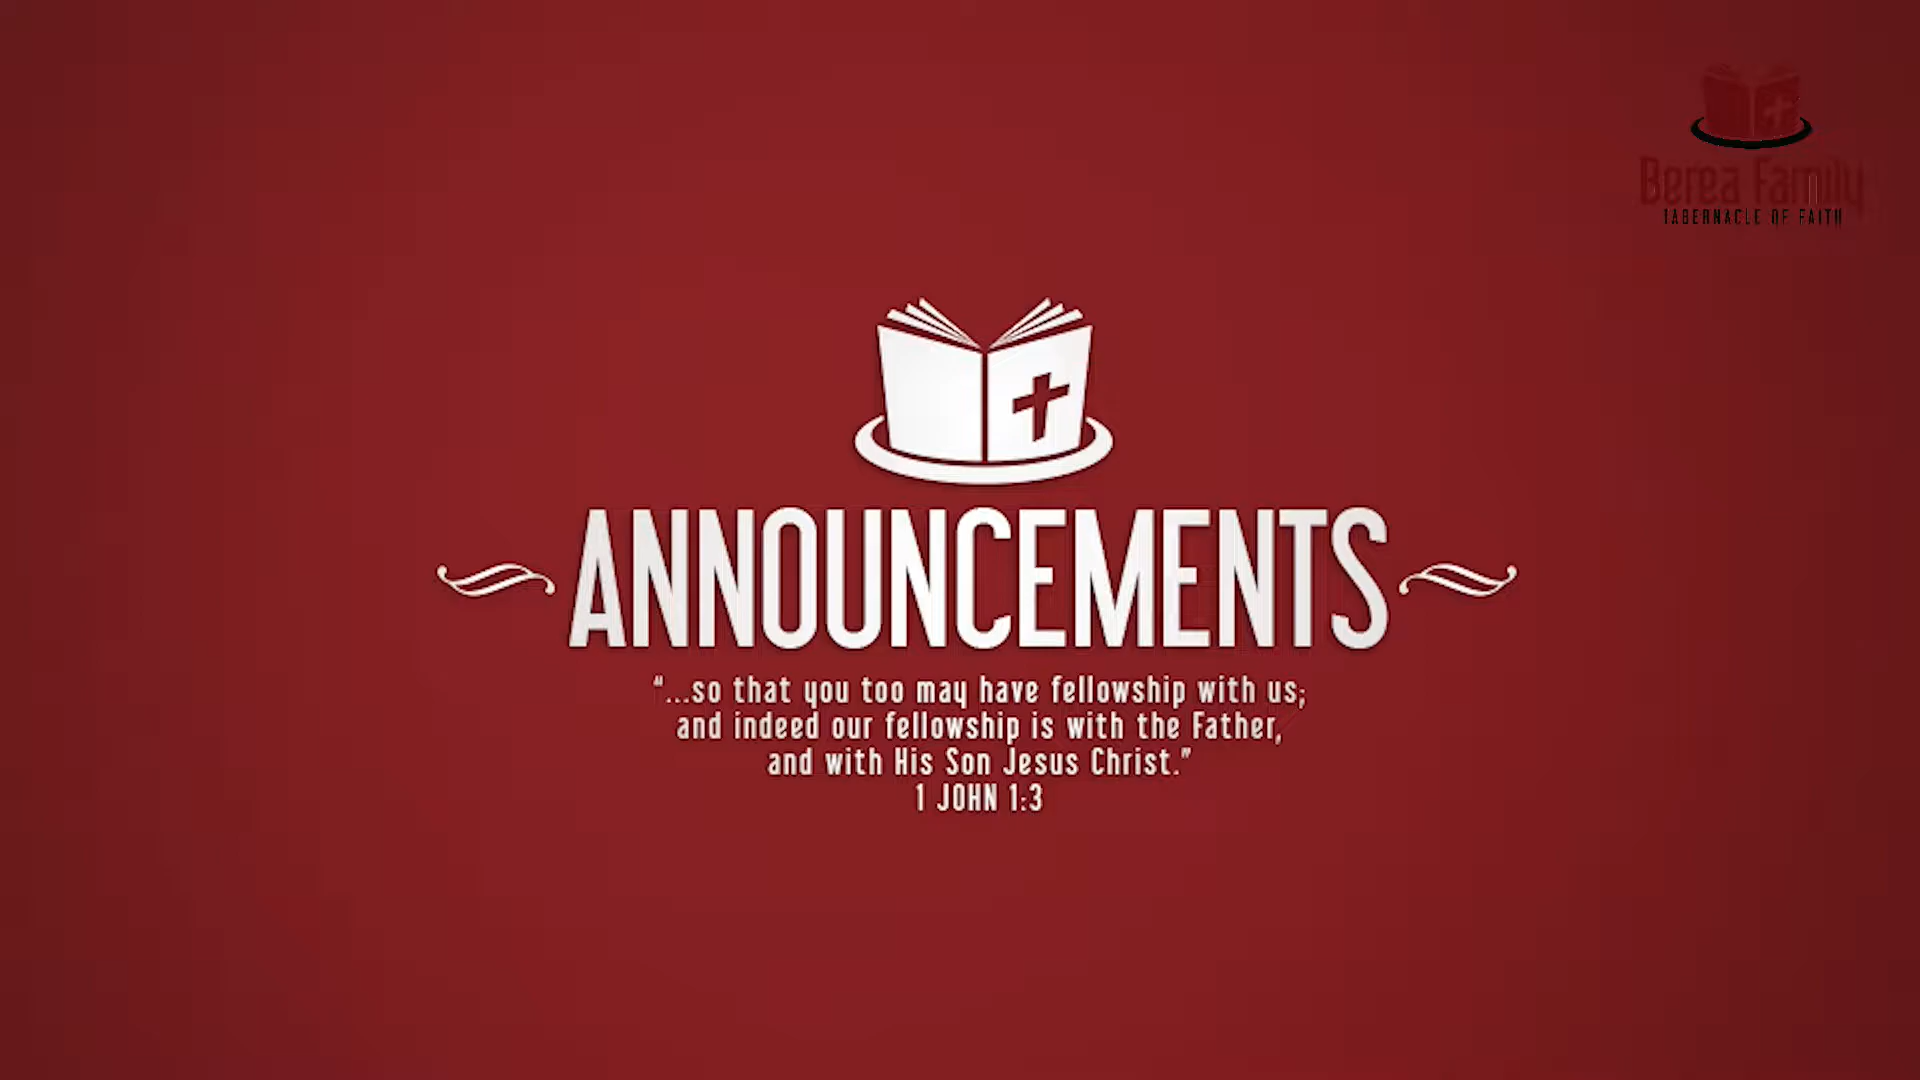 Berea Family
TABERNACLE OF FAITH
ANNOUNCEMENTS
“...so that you too may have fellowship with us;
and indeed our fellowship is with the Father,
and with His Son Jesus Christ.”
1 JOHN 1:3